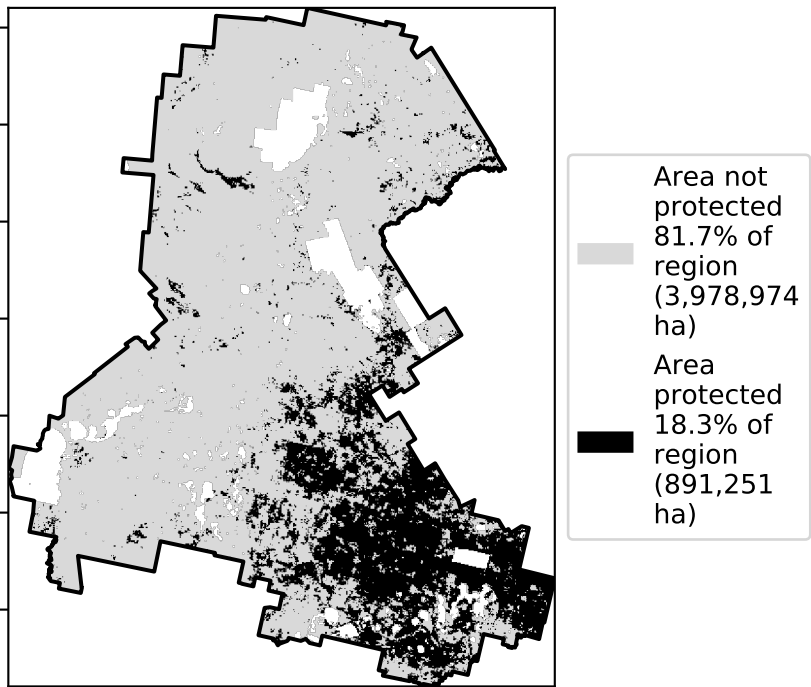 Area not
protected
81.7% of
region
(3,978,974
ha)
Area
protected
18.3% of
region
(891,251
ha)